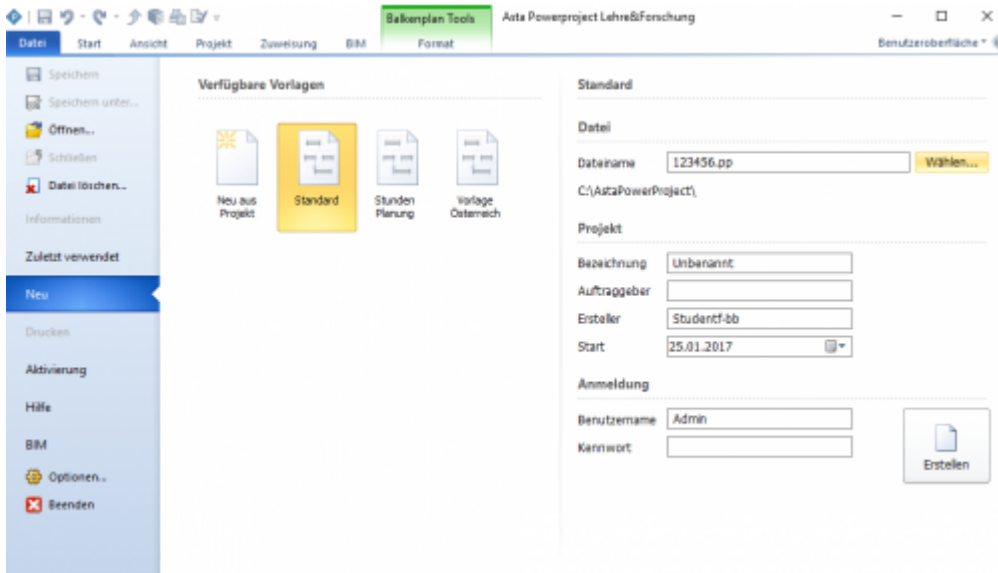 Balkenplan Tools
Asta Powerproject Lehre&Forschung
Datei
Start
Ansicht
Projekt
Zuweisung
BIM
Format
Benutzeroberfläche
Speichern
Speichern unter...
Öffnen...
Schließen
Datei löschen...
Informationen
Zuletzt verwendet
Neu
Drucken
Aktivierung
Hilfe
BIM
Optionen...
Beenden
Verfügbare Vorlagen
Neu aus
Projekt
Standard
Stunden
Planung
Vorlage
Österreich
Standard
Datei
Dateiname 123456.pp Wählen...
C:\AstaPowerProject\
Projekt
Bezeichnung Unbenannt
Auftraggeber
Ersteller Studentf-bb
Start 25.01.2017
Anmeldung
Benutzername Admin
Kennwort
Erstellen